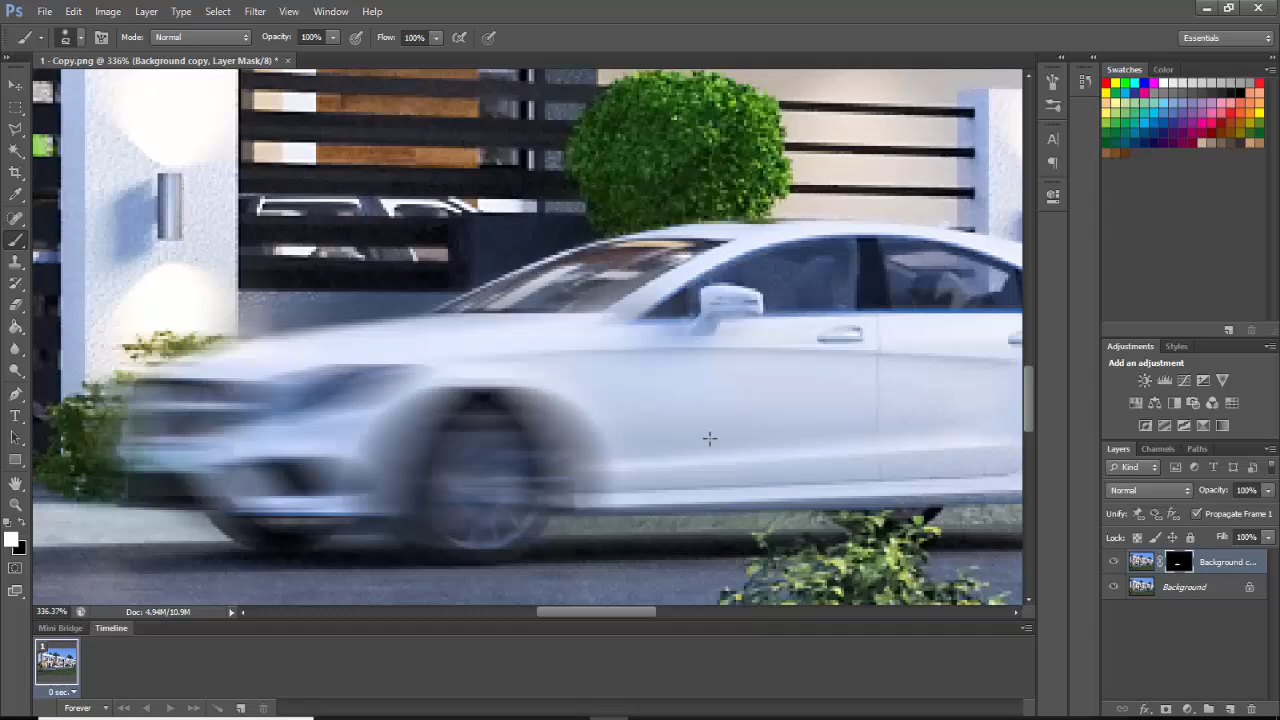 Ps File Edit Image Layer Type Select Filter View Window Help
62 Mode: Normal Opacity: 100% Flow: 100% Essentials
1 - Copy.png @ 336% (Background copy, Layer Mask/8) * ×
Swatches Color
Adjustments Styles
Add an adjustment
Layers Channels Paths
Kind
Normal Opacity: 100%
Unify: Propagate Frame 1
Lock: Fill: 100%
Background c...
Background
336.37% Doc: 4.94M/10.9M
Mini Bridge Timeline
1
0 sec.
Forever